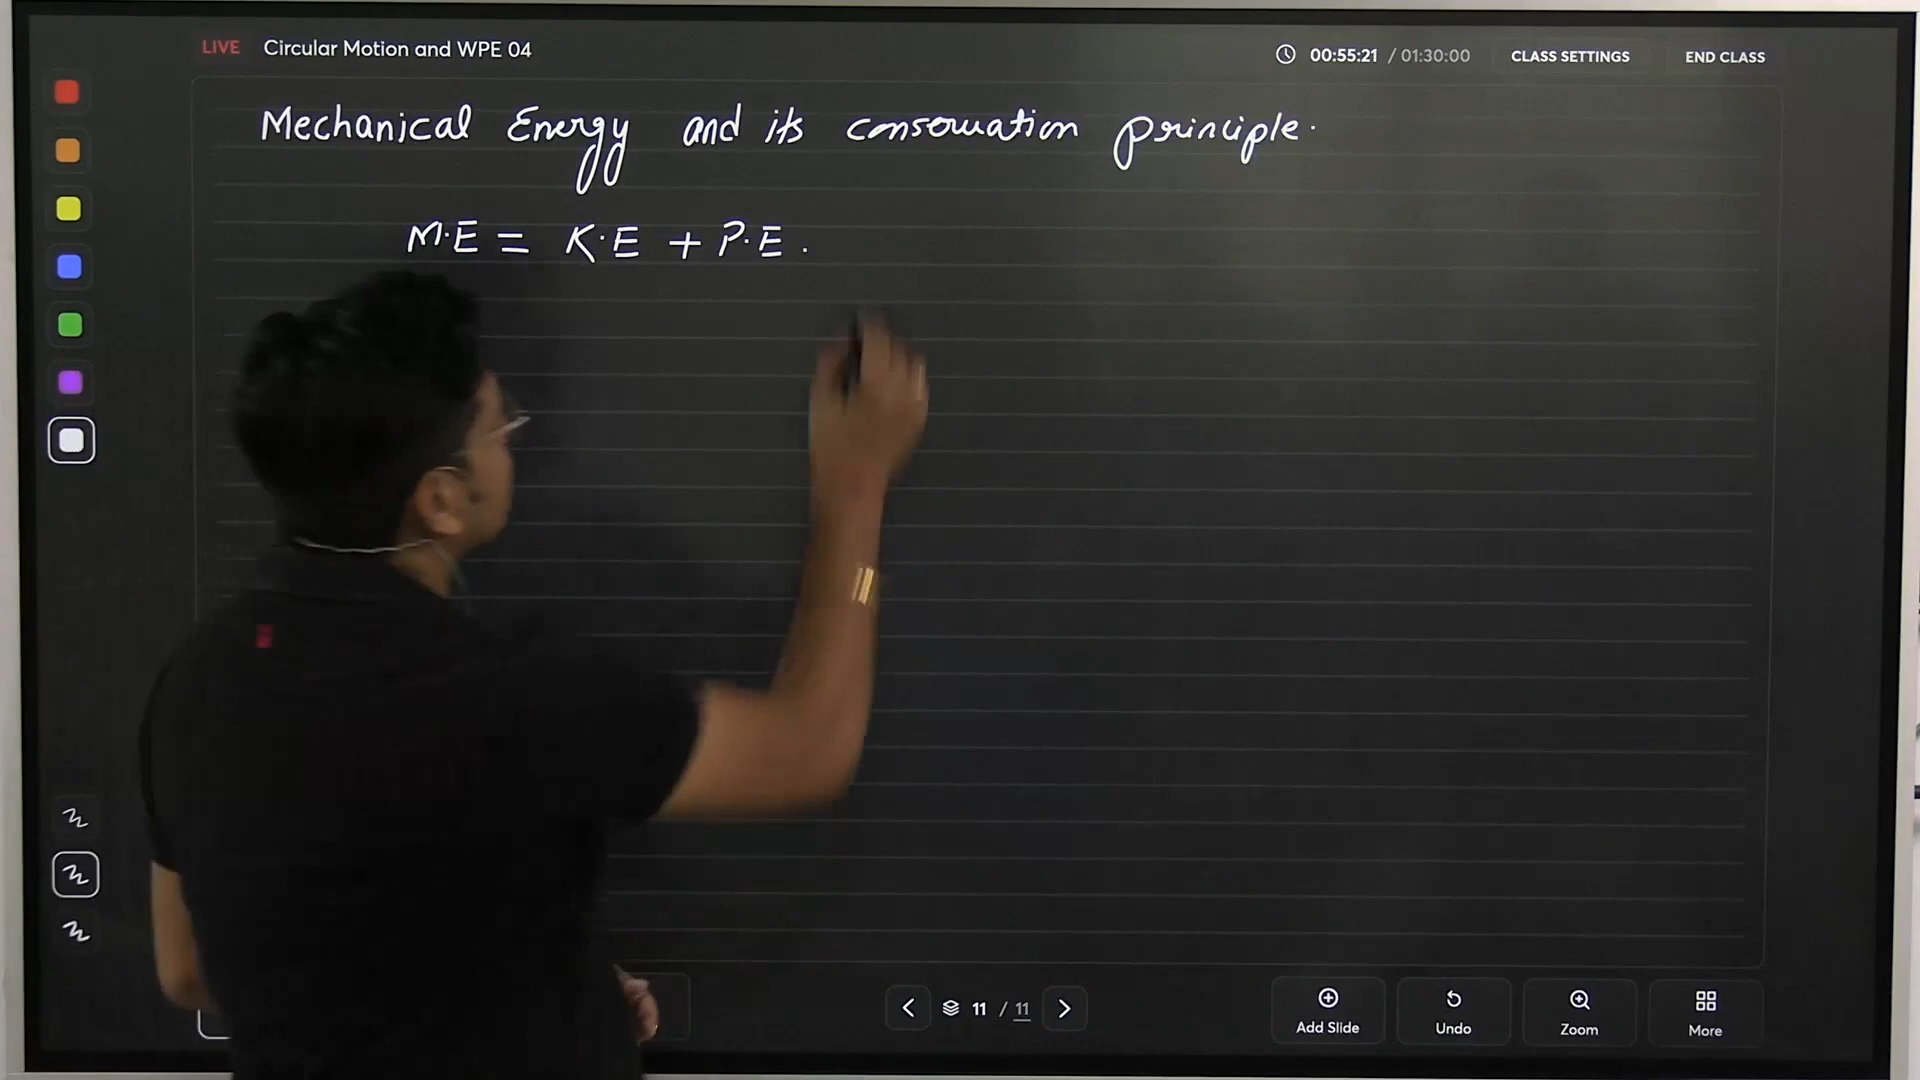 LIVE Circular Motion and WPE 04 00:55:21 / 01:30:00 CLASS SETTINGS END CLASS
Mechanical Energy and its conservation principle.
M.E = K.E + P.E.
11 / 11
Add Slide Undo Zoom More